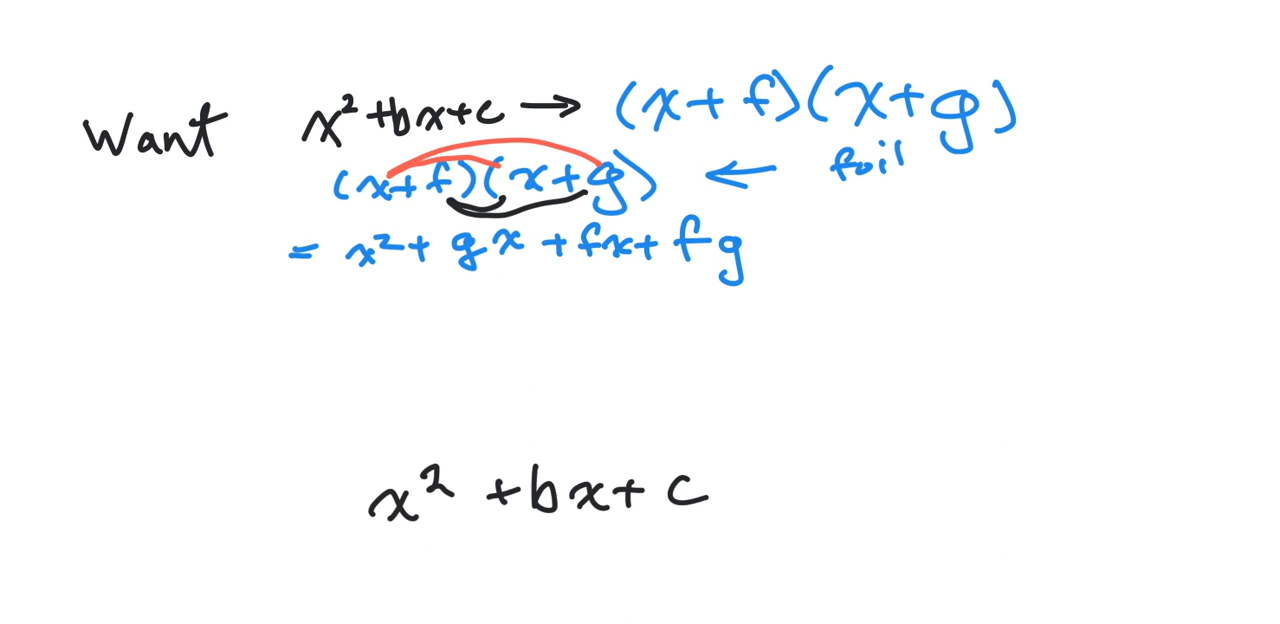 Want x²+bx+c → (x+f)(x+g)
(x+f)(x+g) ← foil
= x²+ gx + fx + fg
x² + bx + c